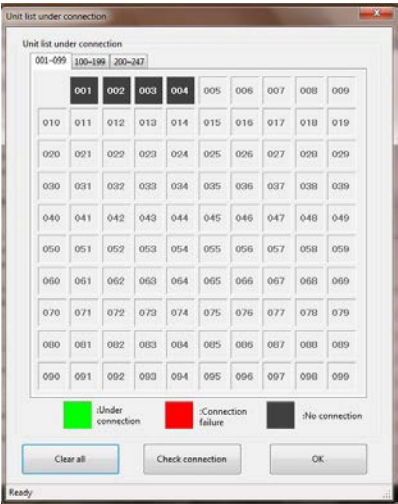 Unit list under connection
Unit list under connection
001-099 100-199 200-247
001 002 003 004 005 006 007 008 009
010 011 012 013 014 015 016 017 018 019
020 021 022 023 024 025 026 027 028 029
030 031 032 033 034 035 036 037 038 039
040 041 042 043 044 045 046 047 048 049
050 051 052 053 054 055 056 057 058 059
060 061 062 063 064 065 066 067 068 069
070 071 072 073 074 075 076 077 078 079
080 081 082 083 084 085 086 087 088 089
090 091 092 093 094 095 096 097 098 099
:Under
connection
:Connection
failure
:No connection
Clear all Check connection OK
Ready